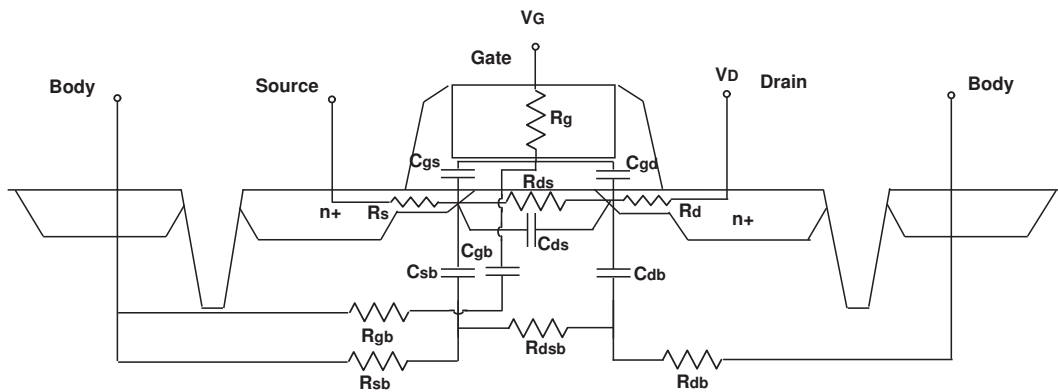 VG
Gate
Body
Source
VD
Drain
Body
Rg
Cgs
Cgd
Rds
n+
Rs
Rd
n+
Cds
Cgb
Csb
Cdb
Rgb
Rdsb
Rsb
Rdb